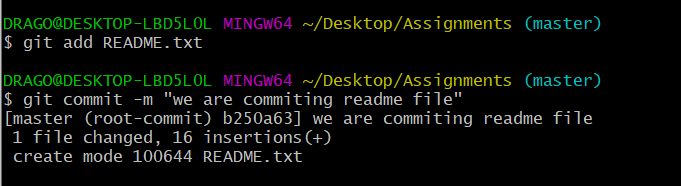 DRAGO@DESKTOP-LBD5LOL MINGW64 ~/Desktop/Assignments (master)
$ git add README.txt
DRAGO@DESKTOP-LBD5LOL MINGW64 ~/Desktop/Assignments (master)
$ git commit -m "we are commiting readme file"
[master (root-commit) b250a63] we are commiting readme file
 1 file changed, 16 insertions(+)
 create mode 100644 README.txt